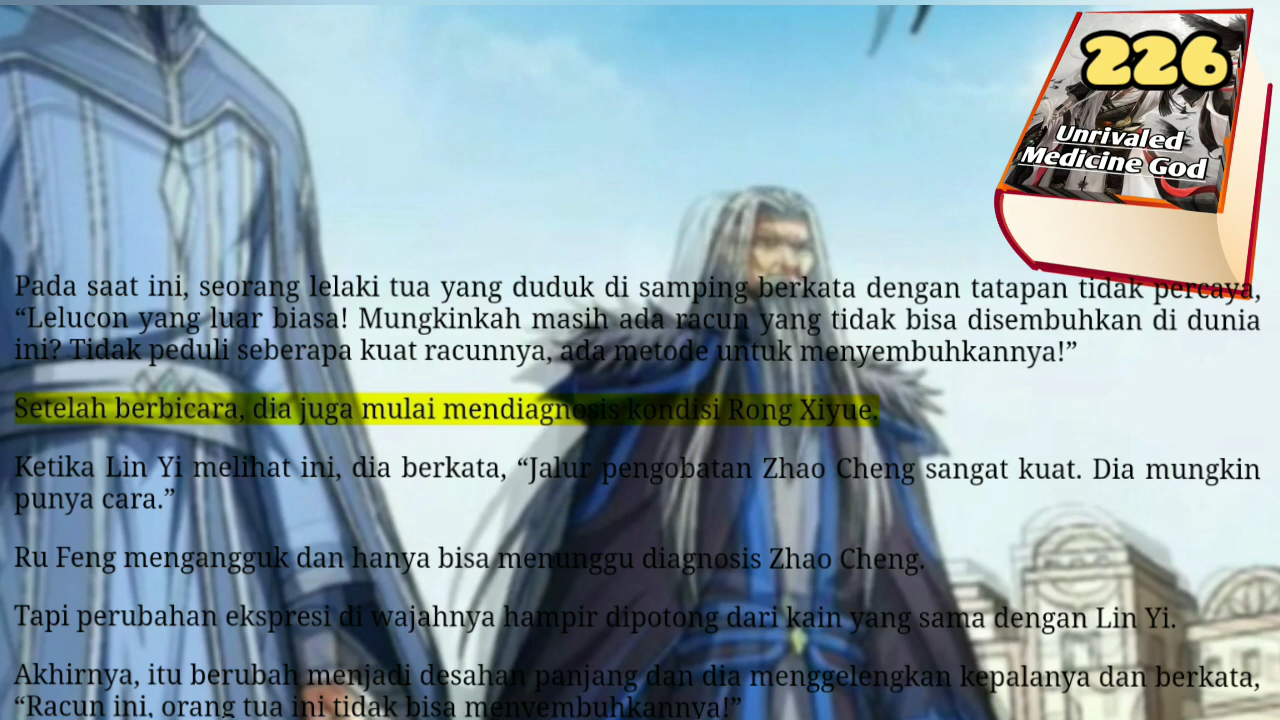 226
Unrivaled
Medicine God
Pada saat ini, seorang lelaki tua yang duduk di samping berkata dengan tatapan tidak percaya,
“Lelucon yang luar biasa! Mungkinkah masih ada racun yang tidak bisa disembuhkan di dunia
ini? Tidak peduli seberapa kuat racunnya, ada metode untuk menyembuhkannya!”
Setelah berbicara, dia juga mulai mendiagnosis kondisi Rong Xiyue.
Ketika Lin Yi melihat ini, dia berkata, “Jalur pengobatan Zhao Cheng sangat kuat. Dia mungkin
punya cara.”
Ru Feng mengangguk dan hanya bisa menunggu diagnosis Zhao Cheng.
Tapi perubahan ekspresi di wajahnya hampir dipotong dari kain yang sama dengan Lin Yi.
Akhirnya, itu berubah menjadi desahan panjang dan dia menggelengkan kepalanya dan berkata,
“Racun ini, orang tua ini tidak bisa menyembuhkannya!”